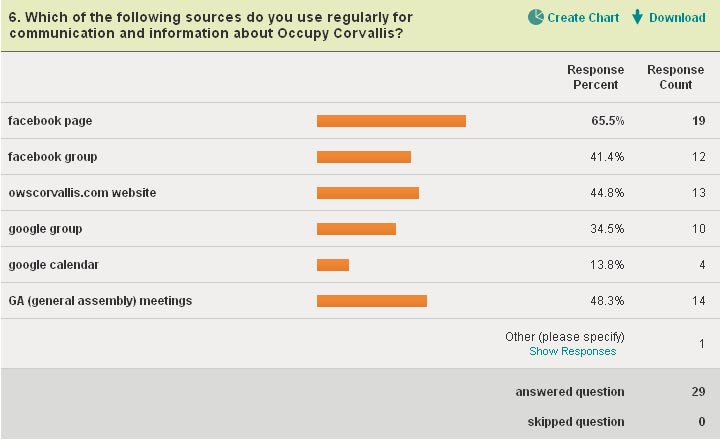 6. Which of the following sources do you use regularly for
communication and information about Occupy Corvallis?
Create Chart Download
Response
Percent
Response
Count
facebook page 65.5% 19
facebook group 41.4% 12
owscorvallis.com website 44.8% 13
google group 34.5% 10
google calendar 13.8% 4
GA (general assembly) meetings 48.3% 14
Other (please specify)
Show Responses
1
answered question 29
skipped question 0